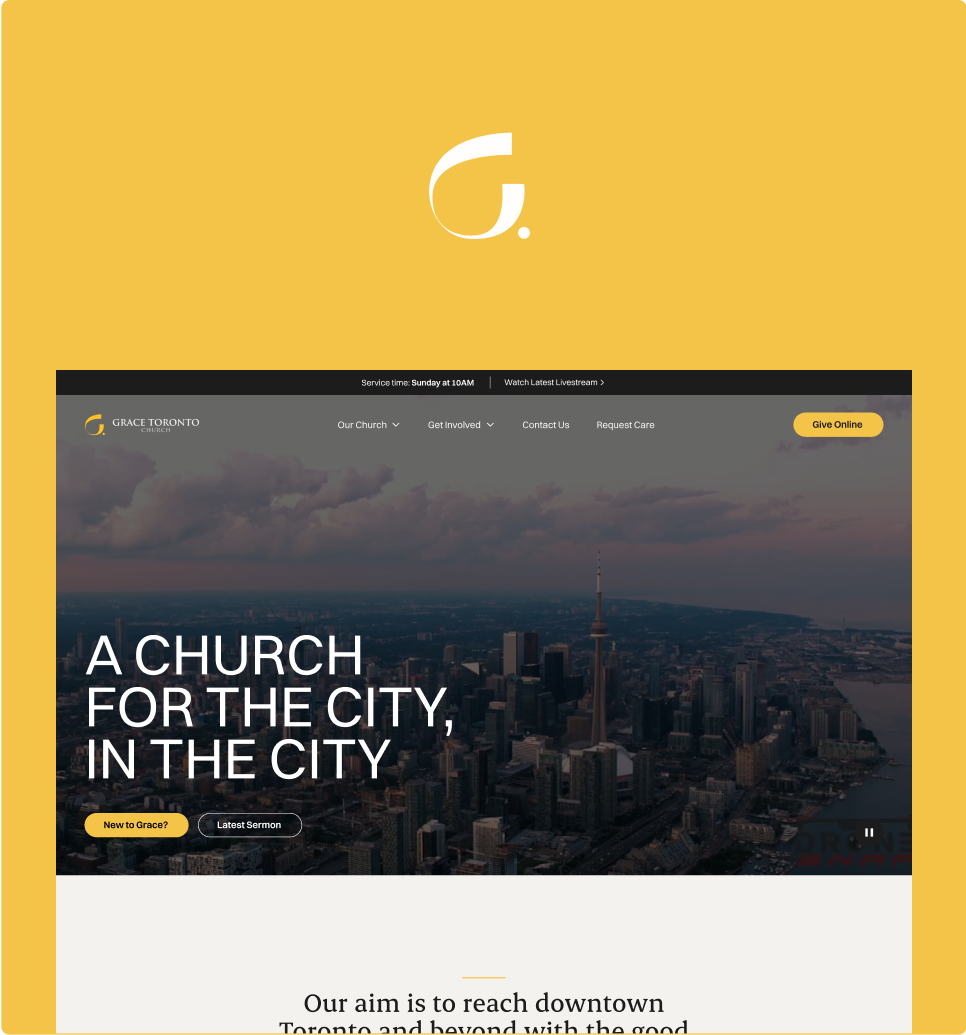 G.
Service time: Sunday at 10AM
Watch Latest Livestream
GRACE TORONTO
CHURCH
Our Church
Get Involved
Contact Us
Request Care
Give Online
A CHURCH
FOR THE CITY,
IN THE CITY
New to Grace?
Latest Sermon
DRONE
Our aim is to reach downtown
Toronto and beyond with the good